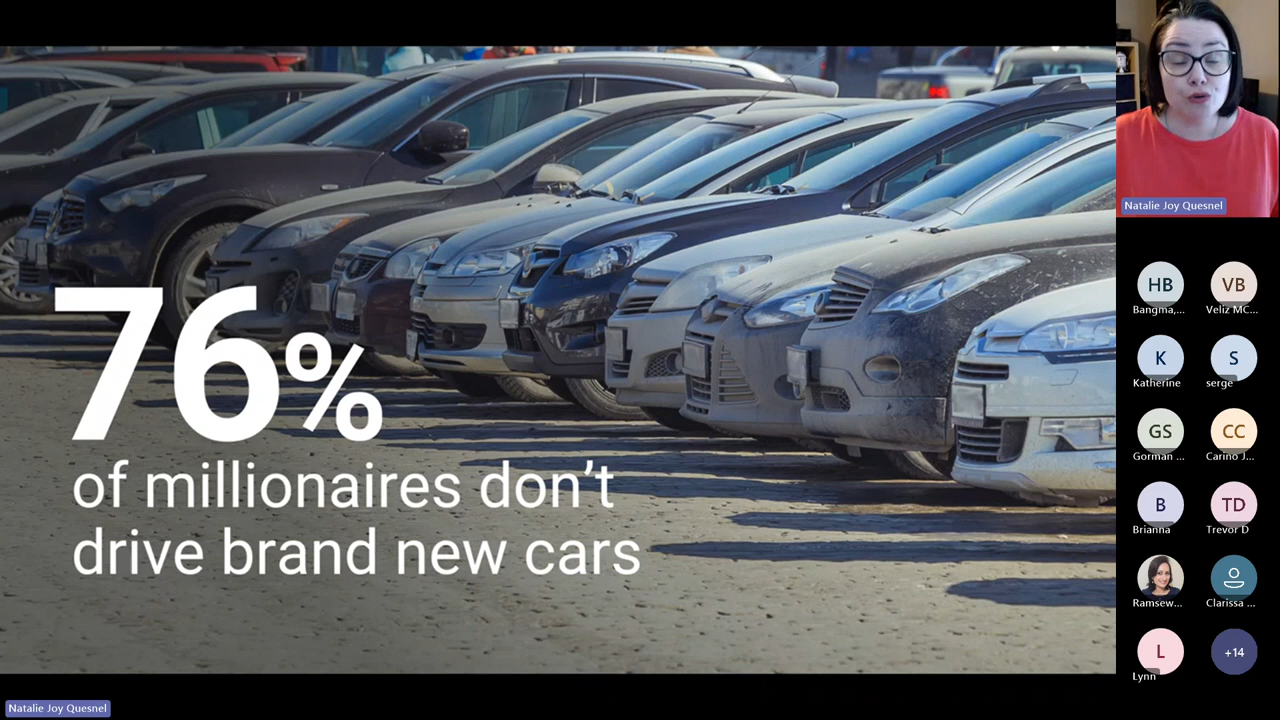 76%
of millionaires don’t
drive brand new cars
Natalie Joy Quesnel
HB
VB
Bangma,...
Veliz MC...
K
S
Katherine
serge
GS
CC
Gorman ...
Carino J...
B
TD
Brianna
Trevor D
Ramsew...
Clarissa ...
L
+14
Lynn
Natalie Joy Quesnel